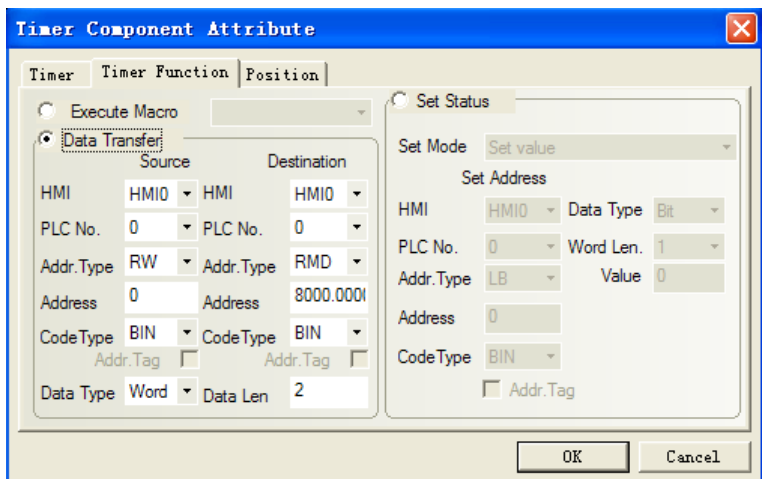 Timer Component Attribute
Timer Timer Function Position
Execute Macro
Data Transfer
Source Destination
HMI HMI0 HMI HMI0
PLC No. 0 PLC No. 0
Addr.Type RW Addr.Type RMD
Address 0 Address 8000.000
CodeType BIN CodeType BIN
Addr.Tag Addr.Tag
Data Type Word Data Len 2
Set Status
Set Mode Set value
Set Address
HMI HMI0 Data Type Bit
PLC No. 0 Word Len. 1
Addr.Type LB Value 0
Address 0
CodeType BIN
Addr.Tag
OK Cancel